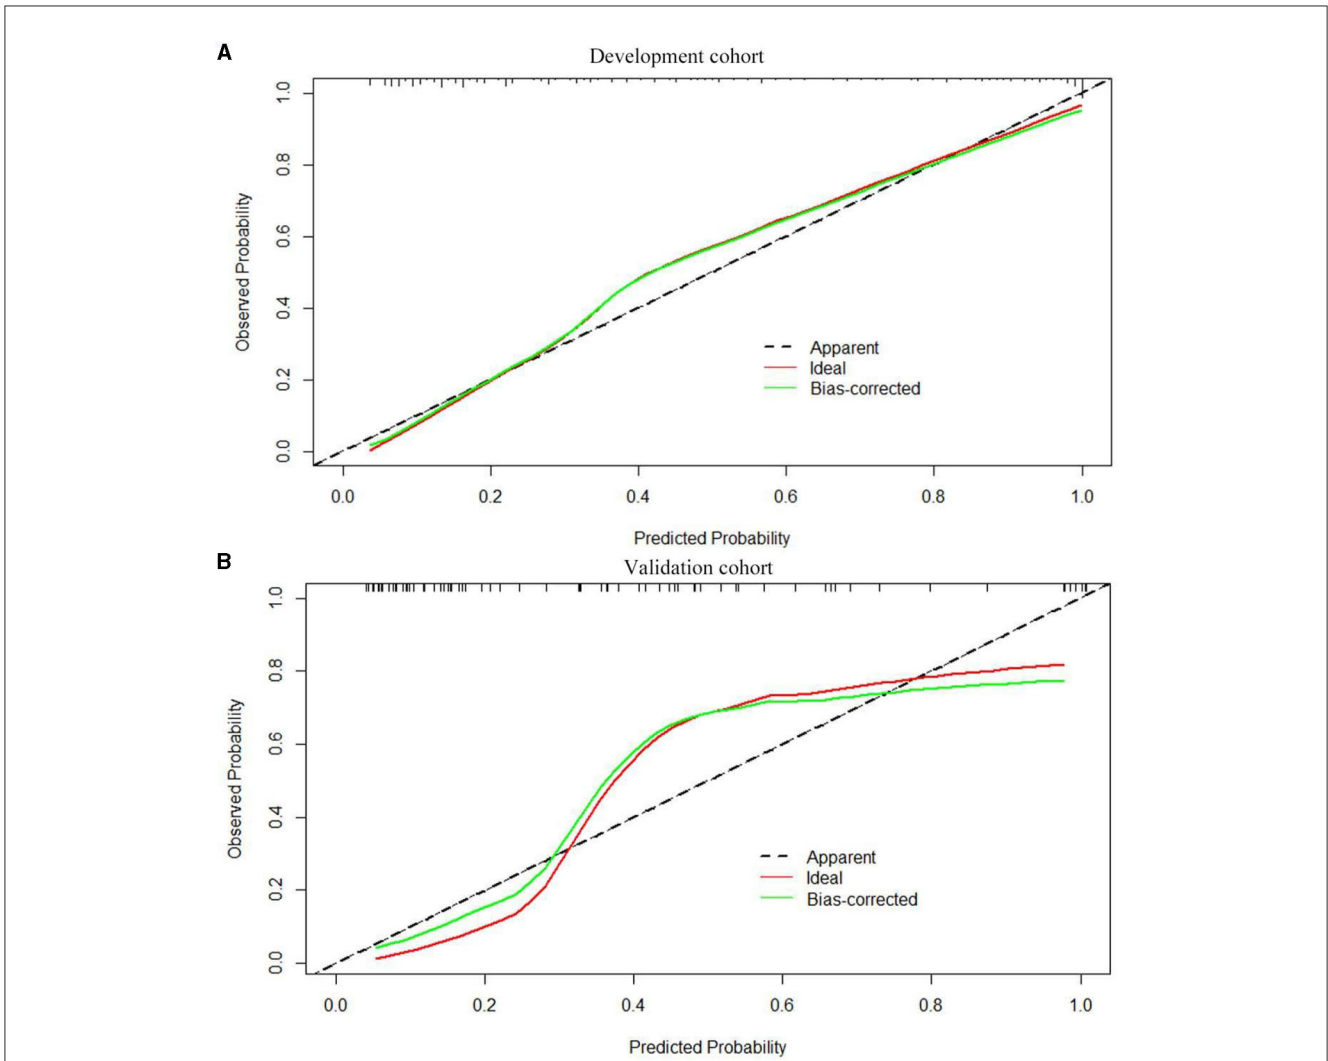 A
Development cohort
1.0
0.8
0.6
0.4
0.2
0.0
Observed Probability
Apparent
Ideal
Bias-corrected
0.0 0.2 0.4 0.6 0.8 1.0
Predicted Probability
B
Validation cohort
1.0
0.8
0.6
0.4
0.2
0.0
Observed Probability
Apparent
Ideal
Bias-corrected
0.0 0.2 0.4 0.6 0.8 1.0
Predicted Probability